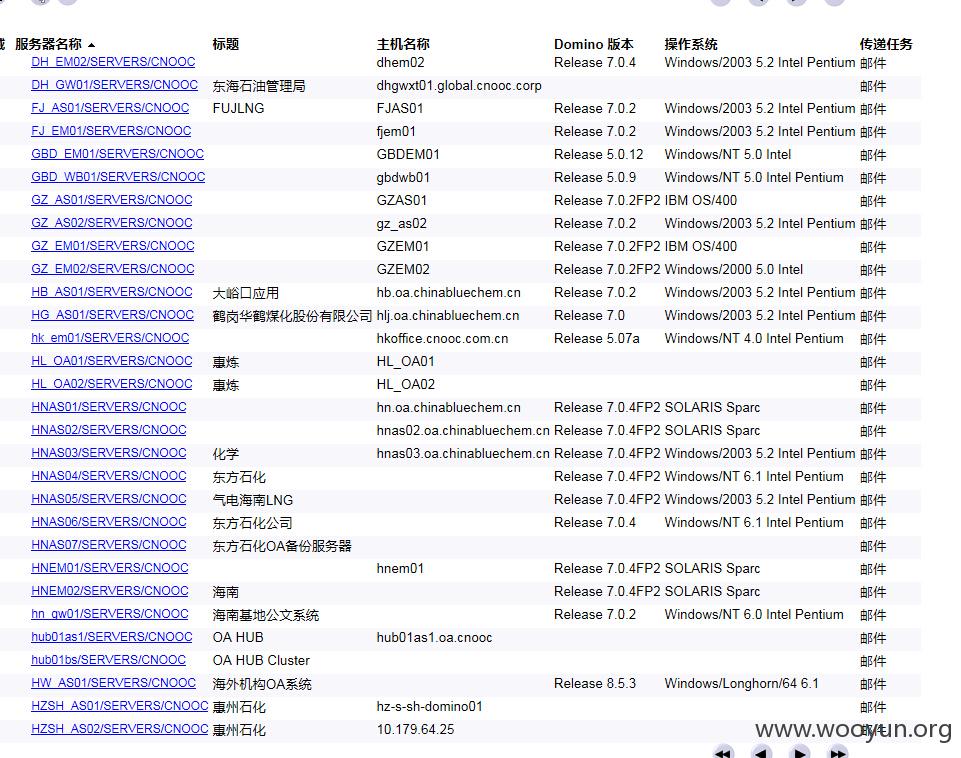 域 服务器名称 标题 主机名称 Domino 版本 操作系统 传递任务
DH_EM02/SERVERS/CNOOC dhem02 Release 7.0.4 Windows/2003 5.2 Intel Pentium 邮件
DH_GW01/SERVERS/CNOOC 东海石油管理局 dhgwxt01.global.cnooc.corp 邮件
FJ_AS01/SERVERS/CNOOC FUJLNG FJAS01 Release 7.0.2 Windows/2003 5.2 Intel Pentium 邮件
FJ_EM01/SERVERS/CNOOC fjem01 Release 7.0.2 Windows/2003 5.2 Intel Pentium 邮件
GBD_EM01/SERVERS/CNOOC GBDEM01 Release 5.0.12 Windows/NT 5.0 Intel 邮件
GBD_WB01/SERVERS/CNOOC gbdwb01 Release 5.0.9 Windows/NT 5.0 Intel Pentium 邮件
GZ_AS01/SERVERS/CNOOC GZAS01 Release 7.0.2FP2 IBM OS/400 邮件
GZ_AS02/SERVERS/CNOOC gz_as02 Release 7.0.2 Windows/2003 5.2 Intel Pentium 邮件
GZ_EM01/SERVERS/CNOOC GZEM01 Release 7.0.2FP2 IBM OS/400 邮件
GZ_EM02/SERVERS/CNOOC GZEM02 Release 7.0.2FP2 Windows/2000 5.0 Intel 邮件
HB_AS01/SERVERS/CNOOC 大峪口应用 hb.oa.chinabluechem.cn Release 7.0.2 Windows/2003 5.2 Intel Pentium 邮件
HG_AS01/SERVERS/CNOOC 鹤岗华鹤煤化股份有限公司 hlj.oa.chinabluechem.cn Release 7.0 Windows/2003 5.2 Intel Pentium 邮件
hk_em01/SERVERS/CNOOC hkoffice.cnooc.com.cn Release 5.07a Windows/NT 4.0 Intel Pentium 邮件
HL_OA01/SERVERS/CNOOC 惠炼 HL_OA01 邮件
HL_OA02/SERVERS/CNOOC 惠炼 HL_OA02 邮件
HNAS01/SERVERS/CNOOC hn.oa.chinabluechem.cn Release 7.0.4FP2 SOLARIS Sparc 邮件
HNAS02/SERVERS/CNOOC hnas02.oa.chinabluechem.cn Release 7.0.4FP2 SOLARIS Sparc 邮件
HNAS03/SERVERS/CNOOC 化学 hnas03.oa.chinabluechem.cn Release 7.0.4FP2 Windows/2003 5.2 Intel Pentium 邮件
HNAS04/SERVERS/CNOOC 东方石化 Release 7.0.4FP2 Windows/NT 6.1 Intel Pentium 邮件
HNAS05/SERVERS/CNOOC 气电海南LNG Release 7.0.4FP2 Windows/2003 5.2 Intel Pentium 邮件
HNAS06/SERVERS/CNOOC 东方石化公司 Release 7.0.4 Windows/NT 6.1 Intel Pentium 邮件
HNAS07/SERVERS/CNOOC 东方石化OA备份服务器 邮件
HNEM01/SERVERS/CNOOC hnem01 Release 7.0.4FP2 SOLARIS Sparc 邮件
HNEM02/SERVERS/CNOOC 海南 Release 7.0.4FP2 SOLARIS Sparc 邮件
hn_gw01/SERVERS/CNOOC 海南基地公文系统 Release 7.0.2 Windows/NT 6.0 Intel Pentium 邮件
hub01as1/SERVERS/CNOOC OA HUB hub01as1.oa.cnooc 邮件
hub01bs/SERVERS/CNOOC OA HUB Cluster 邮件
HW_AS01/SERVERS/CNOOC 海外机构OA系统 Release 8.5.3 Windows/Longhorn/64 6.1 邮件
HZSH_AS01/SERVERS/CNOOC 惠州石化 hz-s-sh-domino01 邮件
HZSH_AS02/SERVERS/CNOOC 惠州石化 10.179.64.25 邮件
www.wooyun.org